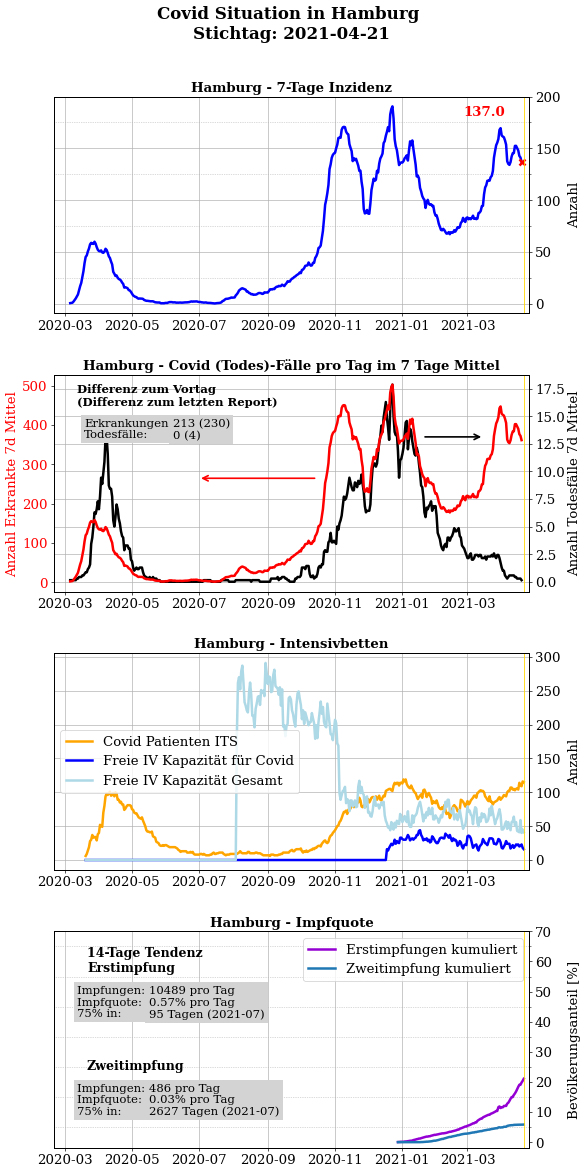 Covid Situation in Hamburg
Stichtag: 2021-04-21
Hamburg - 7-Tage Inzidenz
137.0
200
150
100
50
0
Anzahl
2020-03 2020-05 2020-07 2020-09 2020-11 2021-01 2021-03
Hamburg - Covid (Todes)-Fälle pro Tag im 7 Tage Mittel
Differenz zum Vortag
(Differenz zum letzten Report)
Erkrankungen 213 (230)
Todesfälle: 0 (4)
Anzahl Erkrankte 7d Mittel
500
400
300
200
100
0
17.5
15.0
12.5
10.0
7.5
5.0
2.5
0.0
Anzahl Todesfälle 7d Mittel
2020-03 2020-05 2020-07 2020-09 2020-11 2021-01 2021-03
Hamburg - Intensivbetten
Covid Patienten ITS
Freie IV Kapazität für Covid
Freie IV Kapazität Gesamt
300
250
200
150
100
50
0
Anzahl
2020-03 2020-05 2020-07 2020-09 2020-11 2021-01 2021-03
Hamburg - Impfquote
14-Tage Tendenz
Erstimpfung
Impfungen: 10489 pro Tag
Impfquote: 0.57% pro Tag
75% in: 95 Tagen (2021-07)
Zweitimpfung
Impfungen: 486 pro Tag
Impfquote: 0.03% pro Tag
75% in: 2627 Tagen (2021-07)
Erstimpfungen kumuliert
Zweitimpfung kumuliert
70
60
50
40
30
20
10
0
Bevölkerungsanteil [%]
2020-03 2020-05 2020-07 2020-09 2020-11 2021-01 2021-03